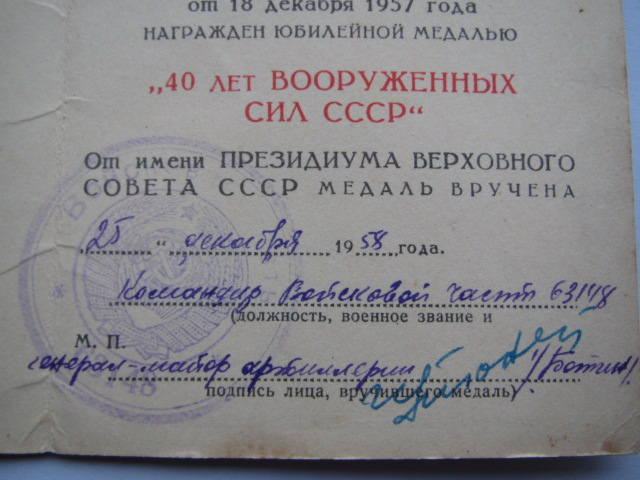 от 18 декабря 1957 года
НАГРАЖДЕН ЮБИЛЕЙНОЙ МЕДАЛЬЮ
„40 ЛЕТ ВООРУЖЕННЫХ
СИЛ СССР“
От имени ПРЕЗИДИУМА ВЕРХОВНОГО
СОВЕТА СССР МЕДАЛЬ ВРУЧЕНА
„25“ декабря 1958 года.
Командир Войсковой части 63148
(должность, военное звание и
М. П.
генерал-майор артиллерии
подпись лица, вручившего медаль)